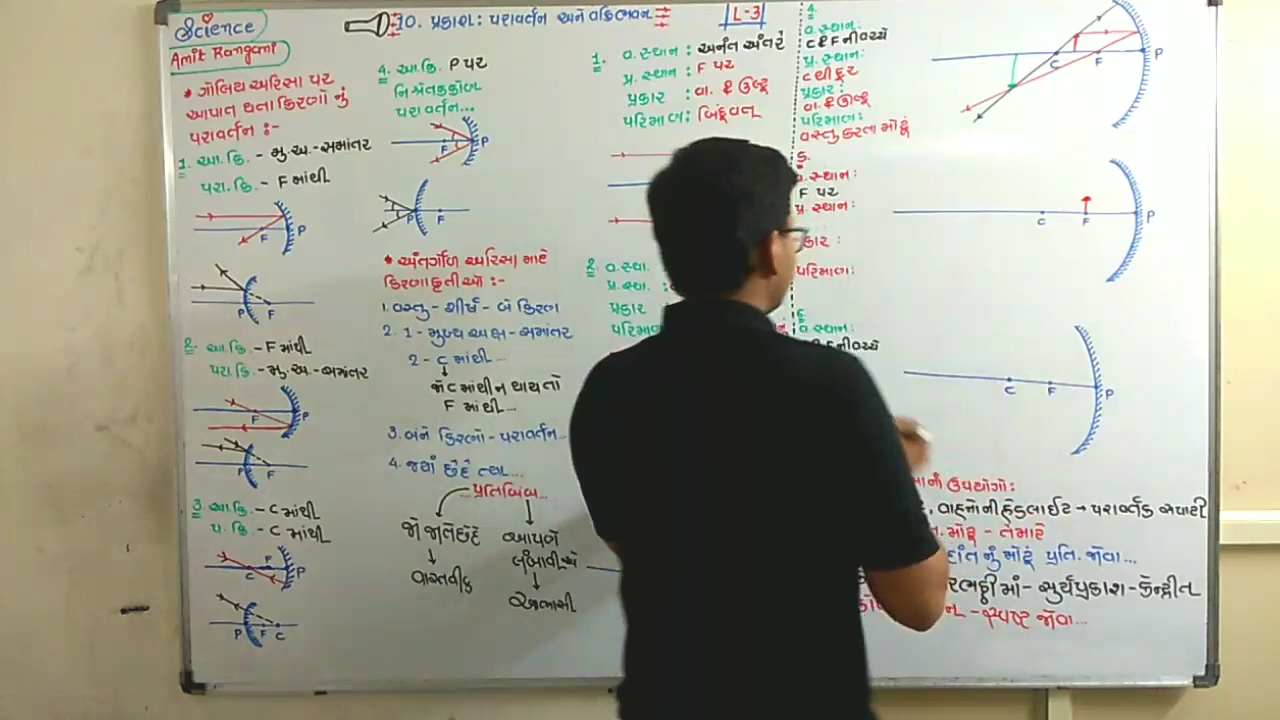 Science
Amit Rangani
10. પ્રકાશ: પરાવર્તન અને વક્રીભવન
L-3
* ગોલિય અરિસા પર
આપાત થતા કિરણો નું
પરાવર્તન :-
1. આ.કિ. - મુ.અ.-સમાંતર
પરા.કિ. - F માંથી
F P
P F
2. આ.કિ. - F માંથી
પરા.કિ.- મુ.અ.-સમાંતર
F P
P F
3. આ.કિ. - C માંથી
પ.કિ. - C માંથી
C F P
P F C
4. આ.કિ. P પર
પરાવર્તન...
F P
P F
* અંતર્ગોળ અરિસા માટે
કિરણાકૃતીઓ :-
1. વસ્તુ - શીર્ષ - બે કિરણ
2. 1 - મુખ્ય અક્ષ - સમાંતર
2 - C માંથી...
જો C માંથી ન થાય તો
F માંથી...
3. બંને કિરણો - પરાવર્તન...
4. જ્યાં છેદે ત્યા...
પ્રતિબિંબ...
જો જાતે છેદે
વાસ્તવીક
આપણે
લંબાવીએ
આભાસી
1. વ. સ્થાન : અનંત અંતરે
પ્ર. સ્થાન : F પર
પ્રકાર : વા. & ઉલ્ટુ
પરિમાણ: બિંદુવત્
2. વ. સ્થા.
પ્ર. સ્થા. :
પ્રકાર
પરિમા
4.
વ. સ્થાન:
C & F ની વચ્ચે
પ્ર. સ્થાન:
C થી દૂર
પ્રકાર:
વા. & ઊલ્ટુ
પરિમાણ:
વસ્તુ કરતા મોટું
C F P
5.
વ. સ્થાન:
F પર
પ્ર. સ્થાન:
કાર :
પરિમાણ:
C F P
6.
વ. સ્થાન:
F ની વચ્ચે
C F P
ઉપયોગો:
વાહનો ની હેડલાઈટ → પરાવર્તક સપાટી
મોઢુ - તે માટે
દાંત નું મોટું પ્રતિ. જોવા...
ભઠ્ઠી માં - સુર્યપ્રકાશ - કેન્દ્રીત
- સ્પષ્ટ જોવા...